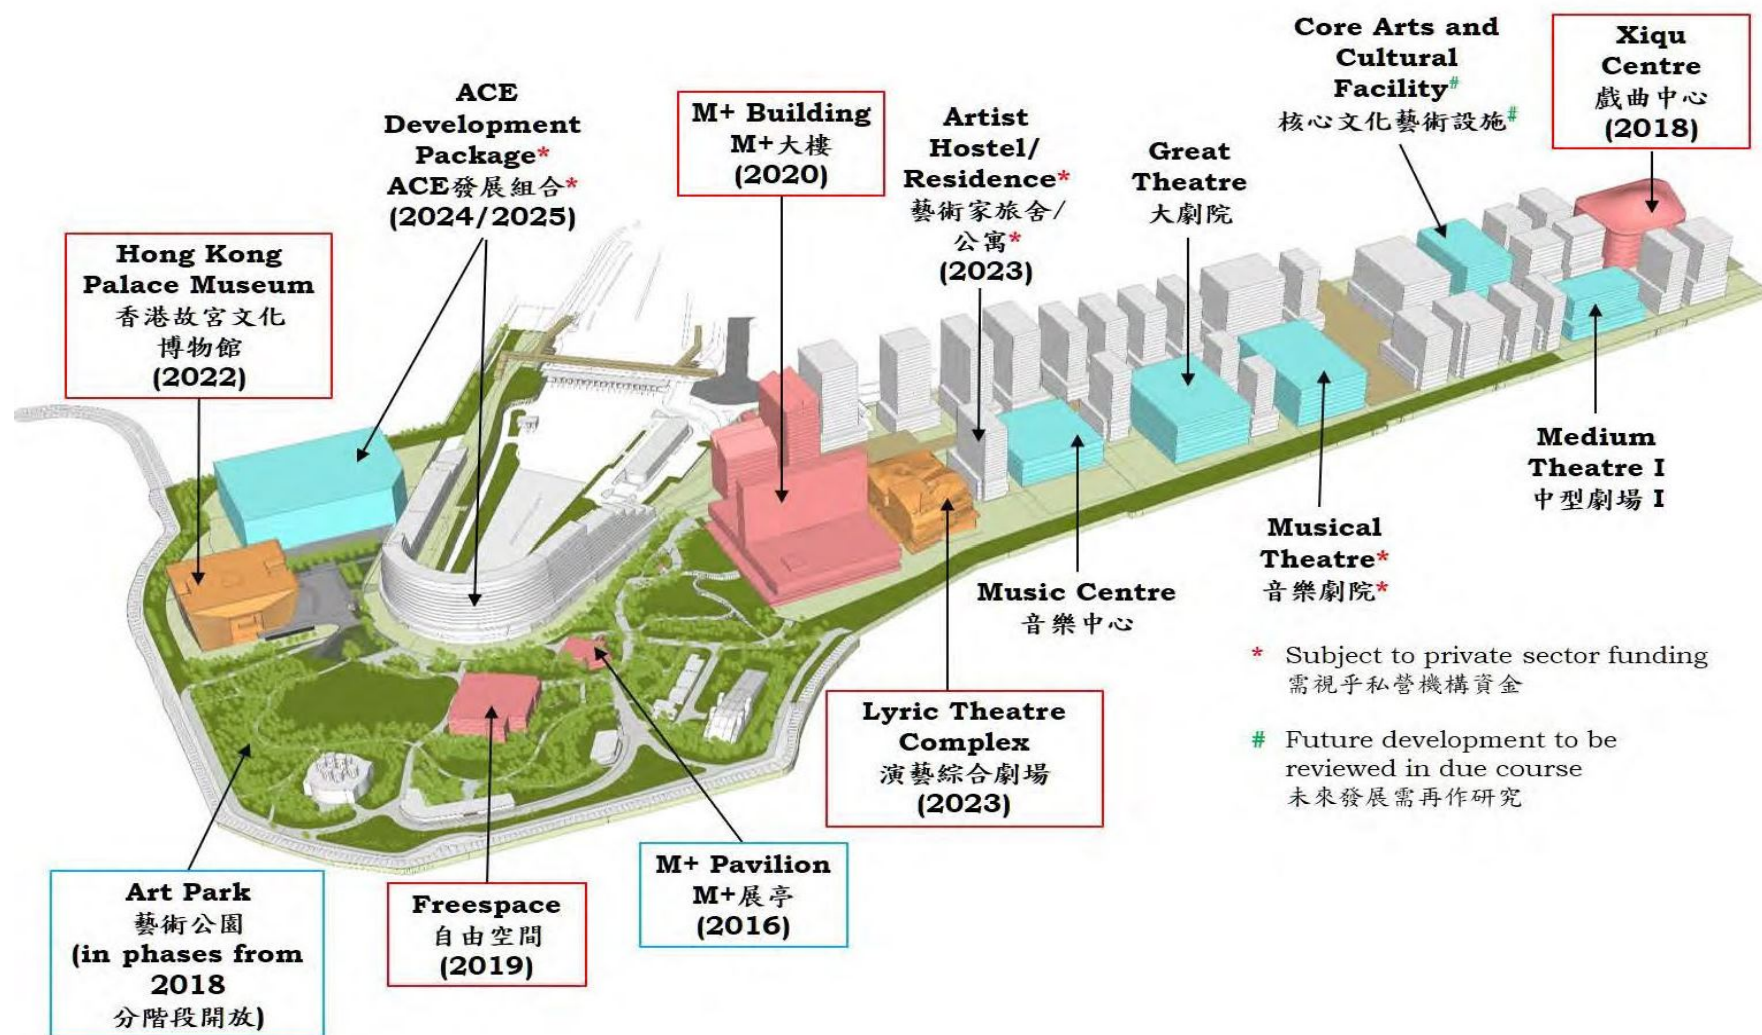 ACE
Development
Package*
ACE發展組合*
(2024/2025)
Hong Kong
Palace Museum
香港故宮文化
博物館
(2022)
M+ Building
M+大樓
(2020)
Artist
Hostel/
Residence*
藝術家旅舍/
公寓*
(2023)
Great
Theatre
大劇院
Core Arts and
Cultural
Facility#
核心文化藝術設施#
Xiqu
Centre
戲曲中心
(2018)
Medium
Theatre I
中型劇場 I
Musical
Theatre*
音樂劇院*
Music Centre
音樂中心
Lyric Theatre
Complex
演藝綜合劇場
(2023)
M+ Pavilion
M+展亭
(2016)
Freespace
自由空間
(2019)
Art Park
藝術公園
(in phases from
2018
分階段開放)
* Subject to private sector funding
需視乎私營機構資金
# Future development to be
reviewed in due course
未來發展需再作研究